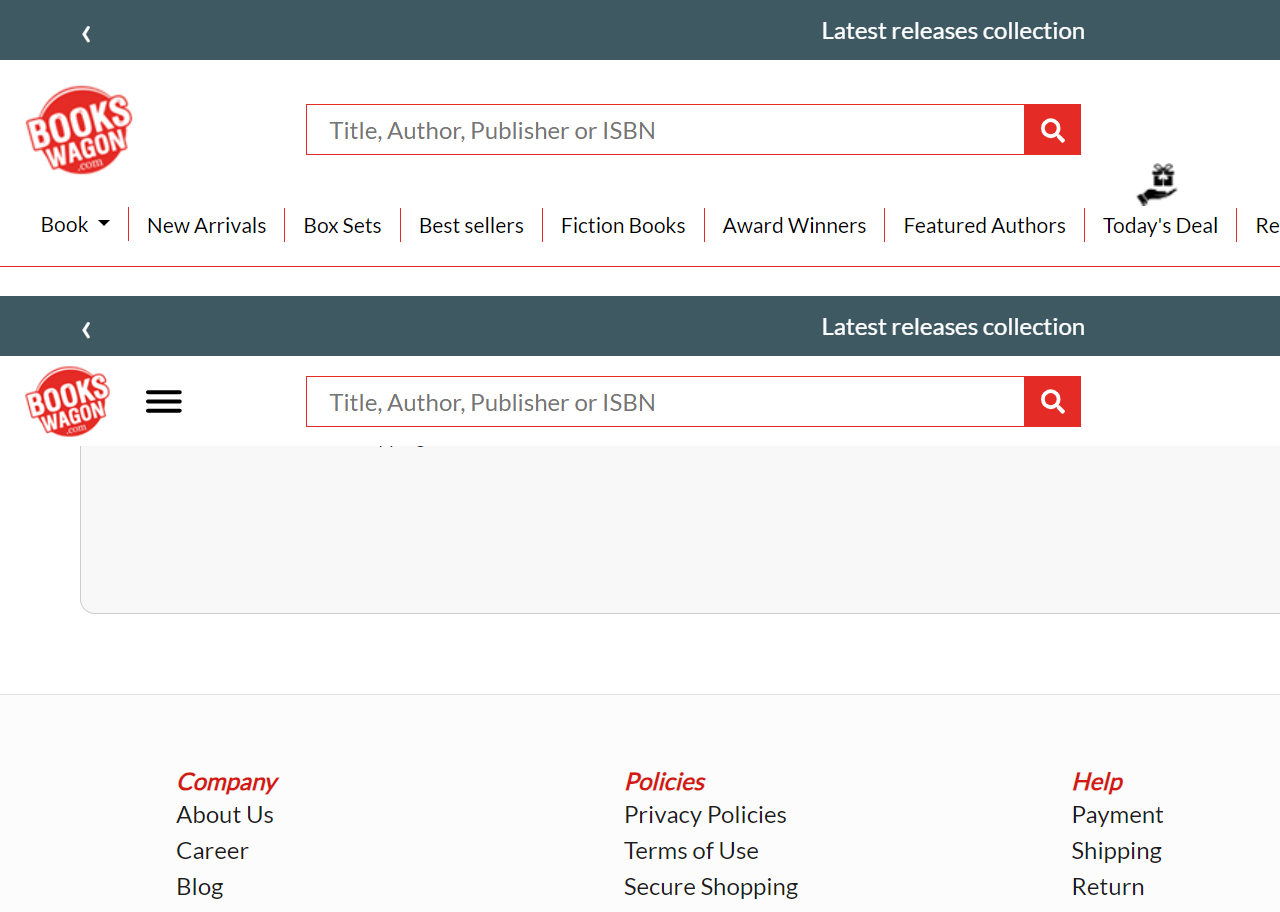 ‹
Latest releases collection
BOOKS
WAGON
.com
Title, Author, Publisher or ISBN
Book
New Arrivals
Box Sets
Best sellers
Fiction Books
Award Winners
Featured Authors
Today's Deal
Re
‹
Latest releases collection
BOOKS
WAGON
.com
Title, Author, Publisher or ISBN
Company
About Us
Career
Blog
Policies
Privacy Policies
Terms of Use
Secure Shopping
Help
Payment
Shipping
Return